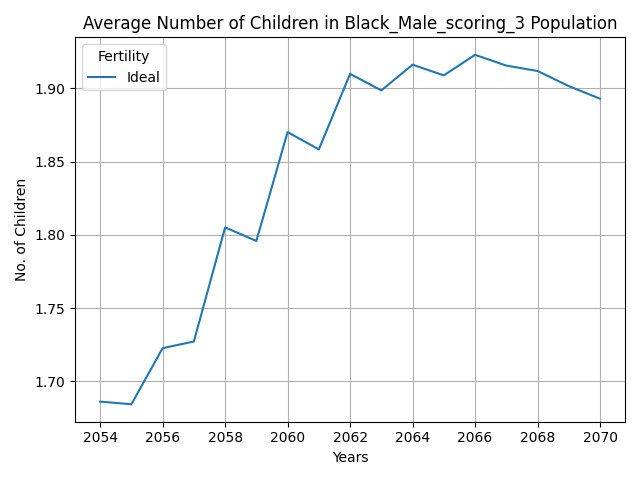 Average Number of Children in Black_Male_scoring_3 Population
Fertility
Ideal
No. of Children
1.90
1.85
1.80
1.75
1.70
2054 2056 2058 2060 2062 2064 2066 2068 2070
Years